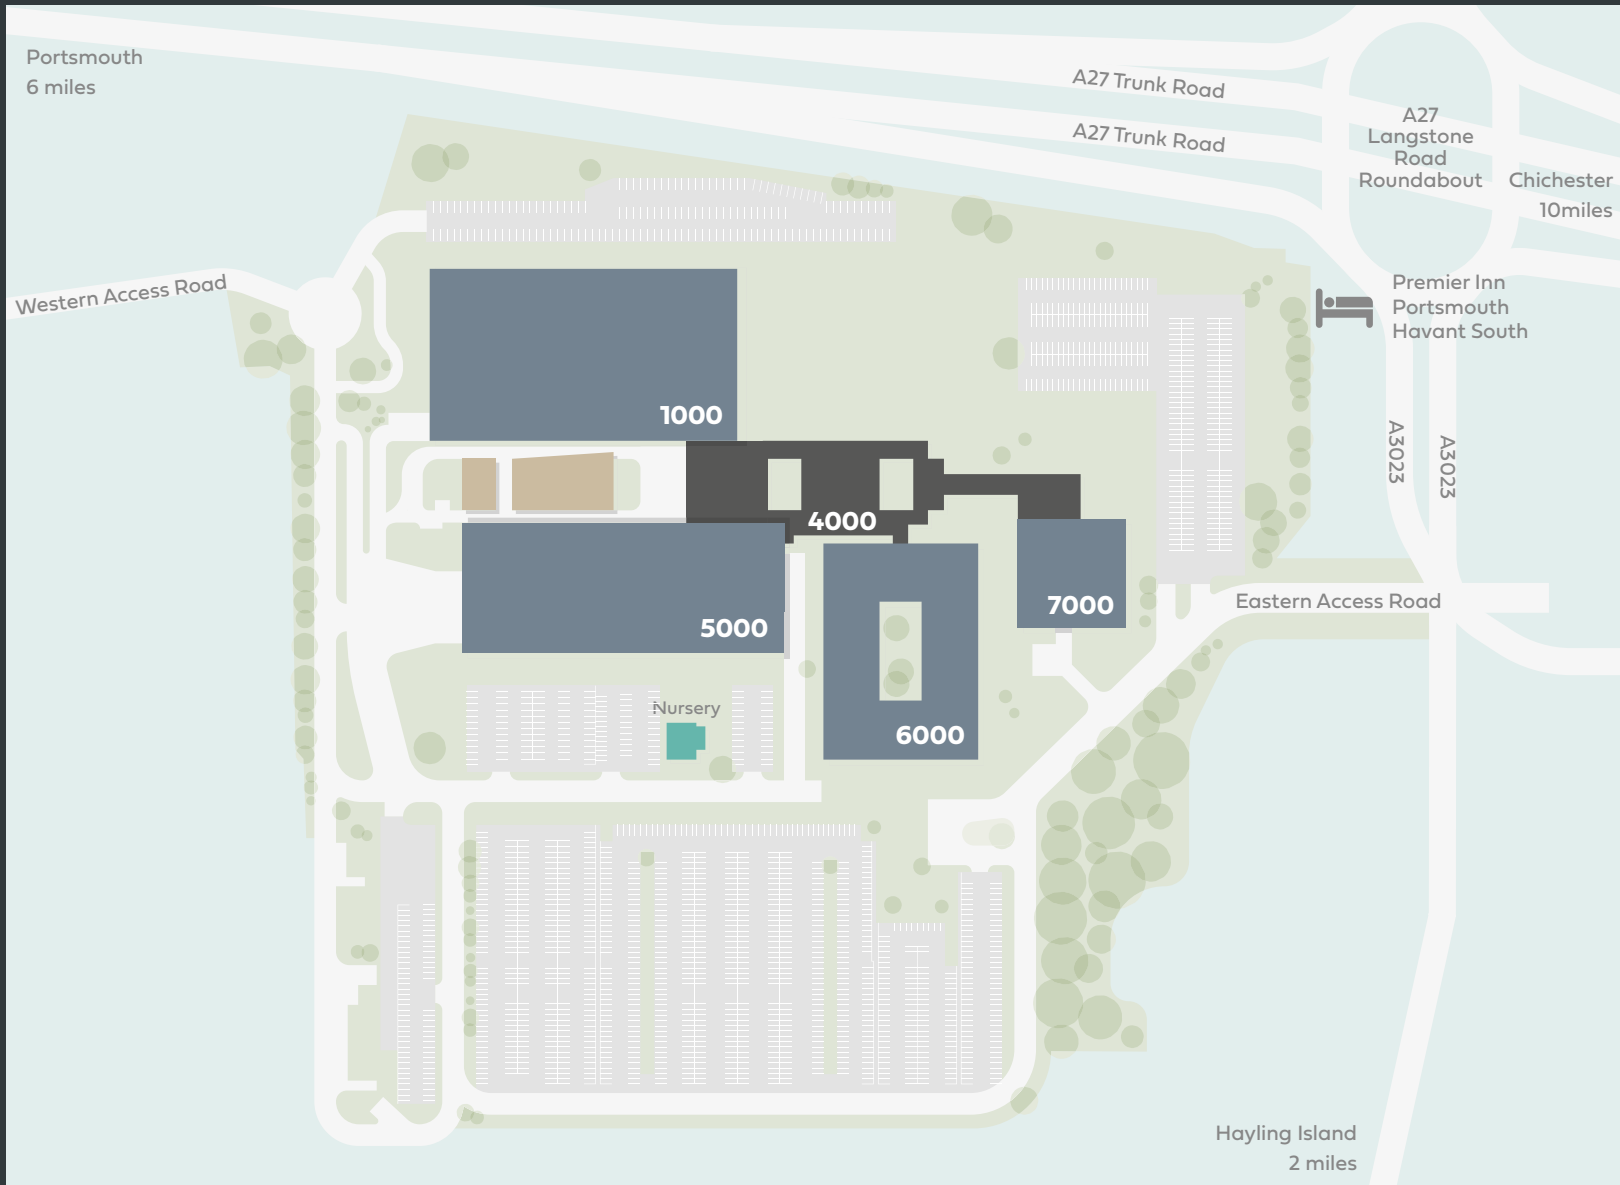 Portsmouth
6 miles
A27 Trunk Road
A27 Trunk Road
A27
Langstone
Road
Roundabout
Chichester
10miles
Western Access Road
Premier Inn
Portsmouth
Havant South
1000
A3023
A3023
4000
7000
5000
Eastern Access Road
Nursery
6000
Hayling Island
2 miles